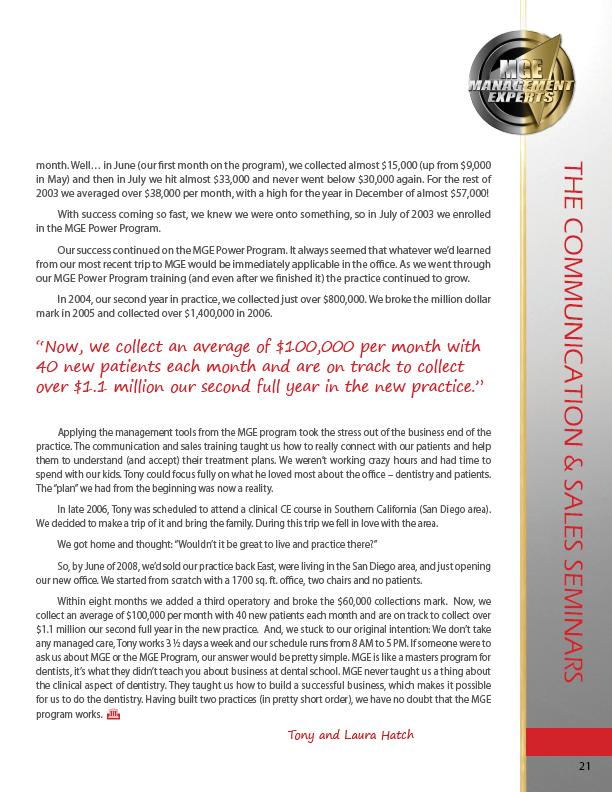 MGE
MANAGEMENT
EXPERTS
month. Well… in June (our first month on the program), we collected almost $15,000 (up from $9,000
in May) and then in July we hit almost $33,000 and never went below $30,000 again. For the rest of
2003 we averaged over $38,000 per month, with a high for the year in December of almost $57,000!
With success coming so fast, we knew we were onto something, so in July of 2003 we enrolled
in the MGE Power Program.
Our success continued on the MGE Power Program. It always seemed that whatever we'd learned
from our most recent trip to MGE would be immediately applicable in the office. As we went through
our MGE Power Program training (and even after we finished it) the practice continued to grow.
In 2004, our second year in practice, we collected just over $800,000. We broke the million dollar
mark in 2005 and collected over $1,400,000 in 2006.
“Now, we collect an average of $100,000 per month with
40 new patients each month and are on track to collect
over $1.1 million our second full year in the new practice.”
Applying the management tools from the MGE program took the stress out of the business end of the
practice. The communication and sales training taught us how to really connect with our patients and help
them to understand (and accept) their treatment plans. We weren't working crazy hours and had time to
spend with our kids. Tony could focus fully on what he loved most about the office – dentistry and patients.
The “plan” we had from the beginning was now a reality.
In late 2006, Tony was scheduled to attend a clinical CE course in Southern California (San Diego area).
We decided to make a trip of it and bring the family. During this trip we fell in love with the area.
We got home and thought: “Wouldn't it be great to live and practice there?”
So, by June of 2008, we'd sold our practice back East, were living in the San Diego area, and just opening
our new office. We started from scratch with a 1700 sq. ft. office, two chairs and no patients.
Within eight months we added a third operatory and broke the $60,000 collections mark. Now, we
collect an average of $100,000 per month with 40 new patients each month and are on track to collect over
$1.1 million our second full year in the new practice. And, we stuck to our original intention: We don't take
any managed care, Tony works 3 ½ days a week and our schedule runs from 8 AM to 5 PM. If someone were to
ask us about MGE or the MGE Program, our answer would be pretty simple. MGE is like a masters program for
dentists, it's what they didn't teach you about business at dental school. MGE never taught us a thing about
the clinical aspect of dentistry. They taught us how to build a successful business, which makes it possible
for us to do the dentistry. Having built two practices (in pretty short order), we have no doubt that the MGE
program works.
Tony and Laura Hatch
THE COMMUNICATION & SALES SEMINARS
21